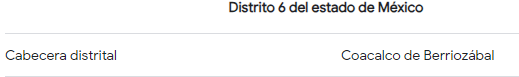 Distrito 6 del estado de México
Cabecera distrital Coacalco de Berriozábal